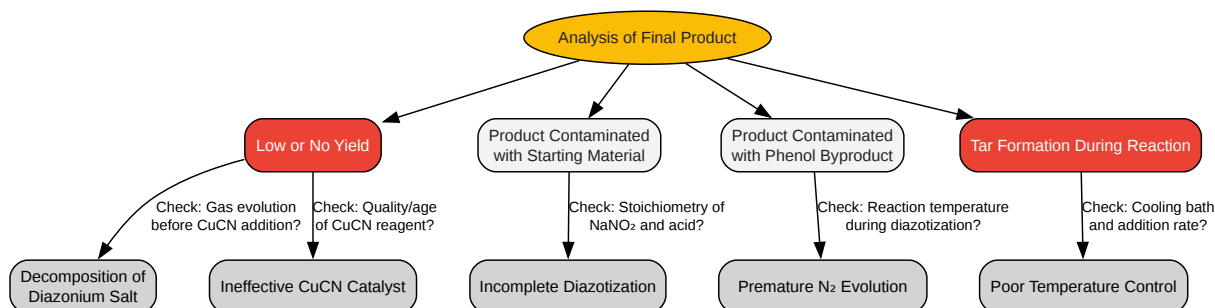 Analysis of Final Product
Low or No Yield
Product Contaminated
with Starting Material
Product Contaminated
with Phenol Byproduct
Tar Formation During Reaction
Check: Gas evolution
before CuCN addition?
Check: Quality/age
of CuCN reagent?
Check: Stoichiometry of
NaNO₂ and acid?
Check: Reaction temperature
during diazotization?
Check: Cooling bath
and addition rate?
Decomposition of
Diazonium Salt
Ineffective CuCN Catalyst
Incomplete Diazotization
Premature N₂ Evolution
Poor Temperature Control